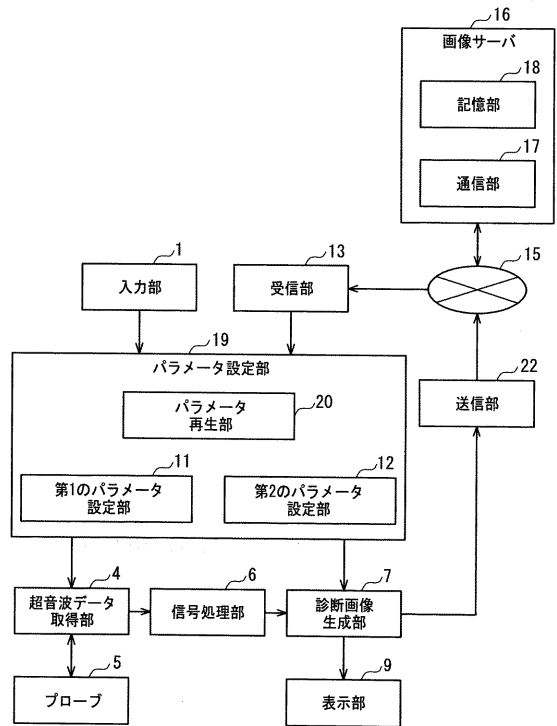 16
画像サーバ
18
記憶部
17
通信部
1
入力部
13
受信部
15
19
パラメータ設定部
20
パラメータ
再生部
22
送信部
11
第1のパラメータ
設定部
12
第2のパラメータ
設定部
4
超音波データ
取得部
6
信号処理部
7
診断画像
生成部
5
プローブ
9
表示部